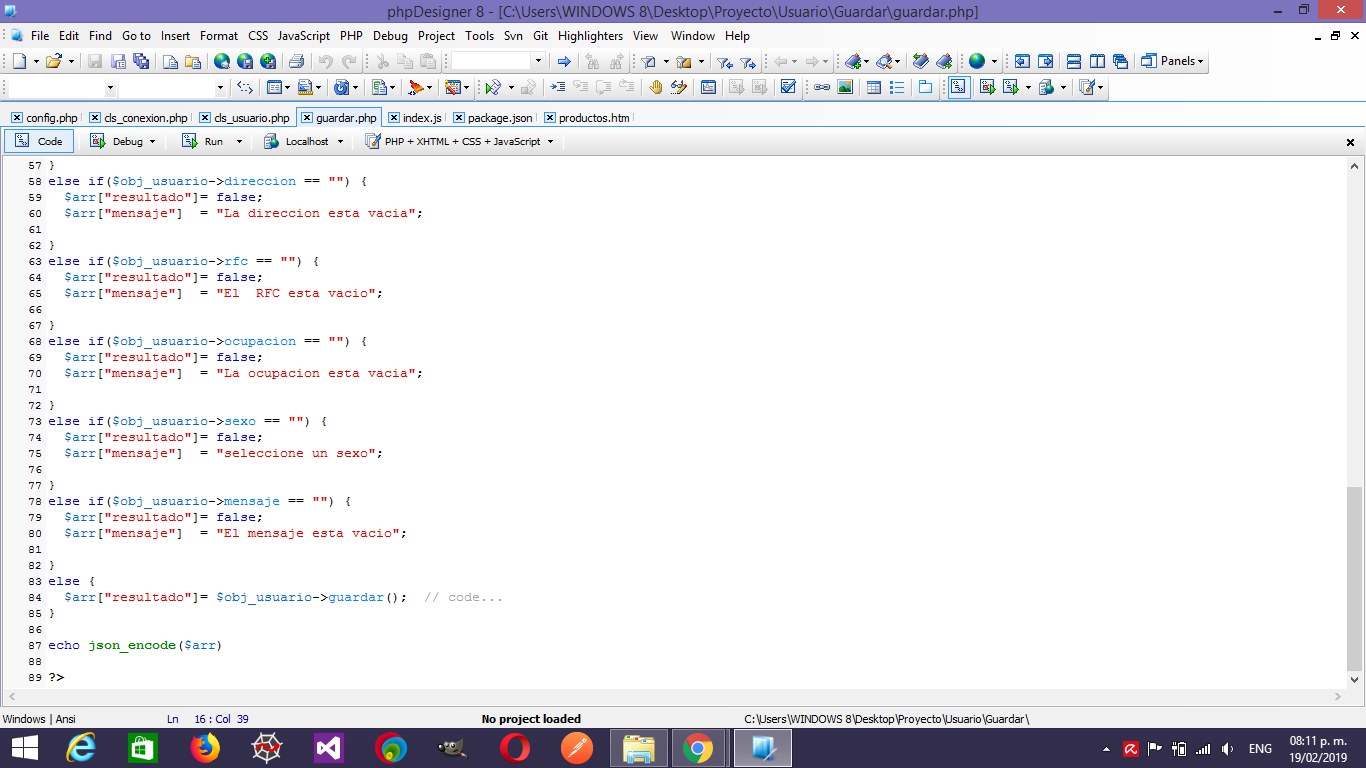 phpDesigner 8 - [C:\Users\WINDOWS 8\Desktop\Proyecto\Usuario\Guardar\guardar.php]
File Edit Find Go to Insert Format CSS JavaScript PHP Debug Project Tools Svn Git Highlighters View Window Help
Panels
config.php cls_conexion.php cls_usuario.php guardar.php index.js package.json productos.htm
Code Debug Run Localhost PHP + XHTML + CSS + JavaScript
57 }
58 else if($obj_usuario->direccion == "") {
59   $arr["resultado"]= false;
60   $arr["mensaje"]  = "La direccion esta vacia";
61
62 }
63 else if($obj_usuario->rfc == "") {
64   $arr["resultado"]= false;
65   $arr["mensaje"]  = "El  RFC esta vacio";
66
67 }
68 else if($obj_usuario->ocupacion == "") {
69   $arr["resultado"]= false;
70   $arr["mensaje"]  = "La ocupacion esta vacia";
71
72 }
73 else if($obj_usuario->sexo == "") {
74   $arr["resultado"]= false;
75   $arr["mensaje"]  = "seleccione un sexo";
76
77 }
78 else if($obj_usuario->mensaje == "") {
79   $arr["resultado"]= false;
80   $arr["mensaje"]  = "El mensaje esta vacio";
81
82 }
83 else {
84   $arr["resultado"]= $obj_usuario->guardar();  // code...
85 }
86
87 echo json_encode($arr)
88
89 ?>
Windows | Ansi Ln 16 : Col 39 No project loaded C:\Users\WINDOWS 8\Desktop\Proyecto\Usuario\Guardar\
ENG 08:11 p. m.
19/02/2019